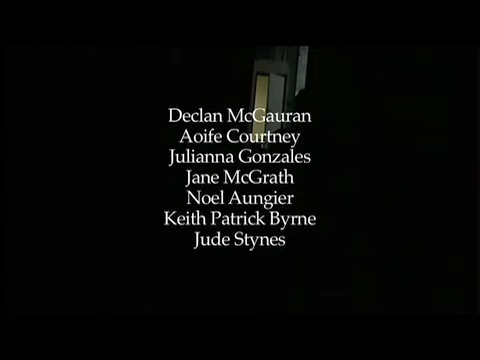 Declan McGauran
Aoife Courtney
Julianna Gonzales
Jane McGrath
Noel Aungier
Keith Patrick Byrne
Jude Stynes